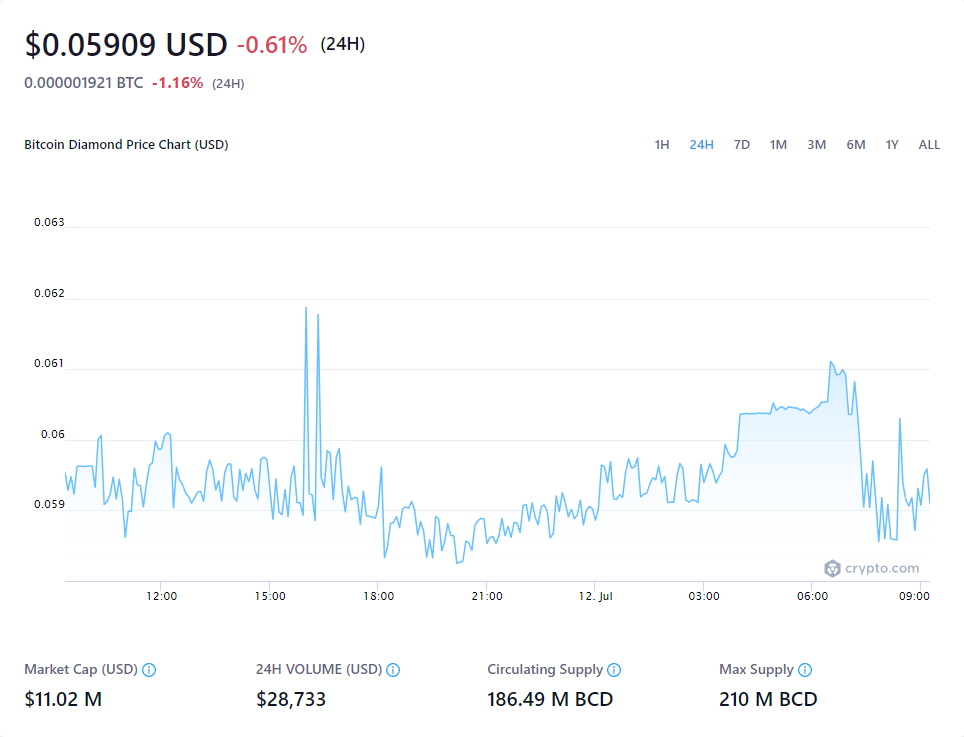 $0.05909 USD -0.61% (24H)
0.000001921 BTC -1.16% (24H)
Bitcoin Diamond Price Chart (USD) 1H 24H 7D 1M 3M 6M 1Y ALL
0.063
0.062
0.061
0.06
0.059
crypto.com
12:00 15:00 18:00 21:00 12. Jul 03:00 06:00 09:00
Market Cap (USD) 24H VOLUME (USD) Circulating Supply Max Supply
$11.02 M $28,733 186.49 M BCD 210 M BCD